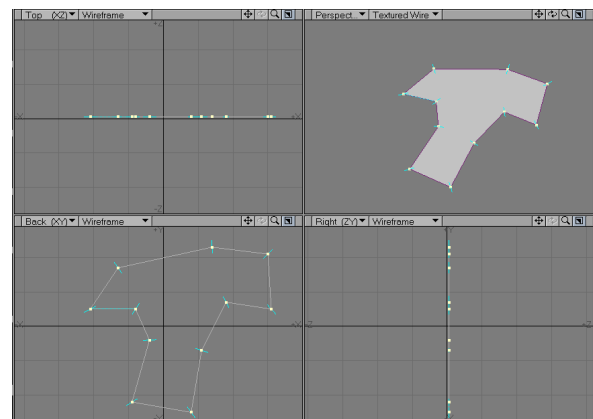 Top (XZ) Wireframe
Perspect... Textured Wire
+Z
-X +X
-Z
Back (XY) Wireframe
Right (ZY) Wireframe
+Y +Y
-X +X -Z +Z
-Y -Y